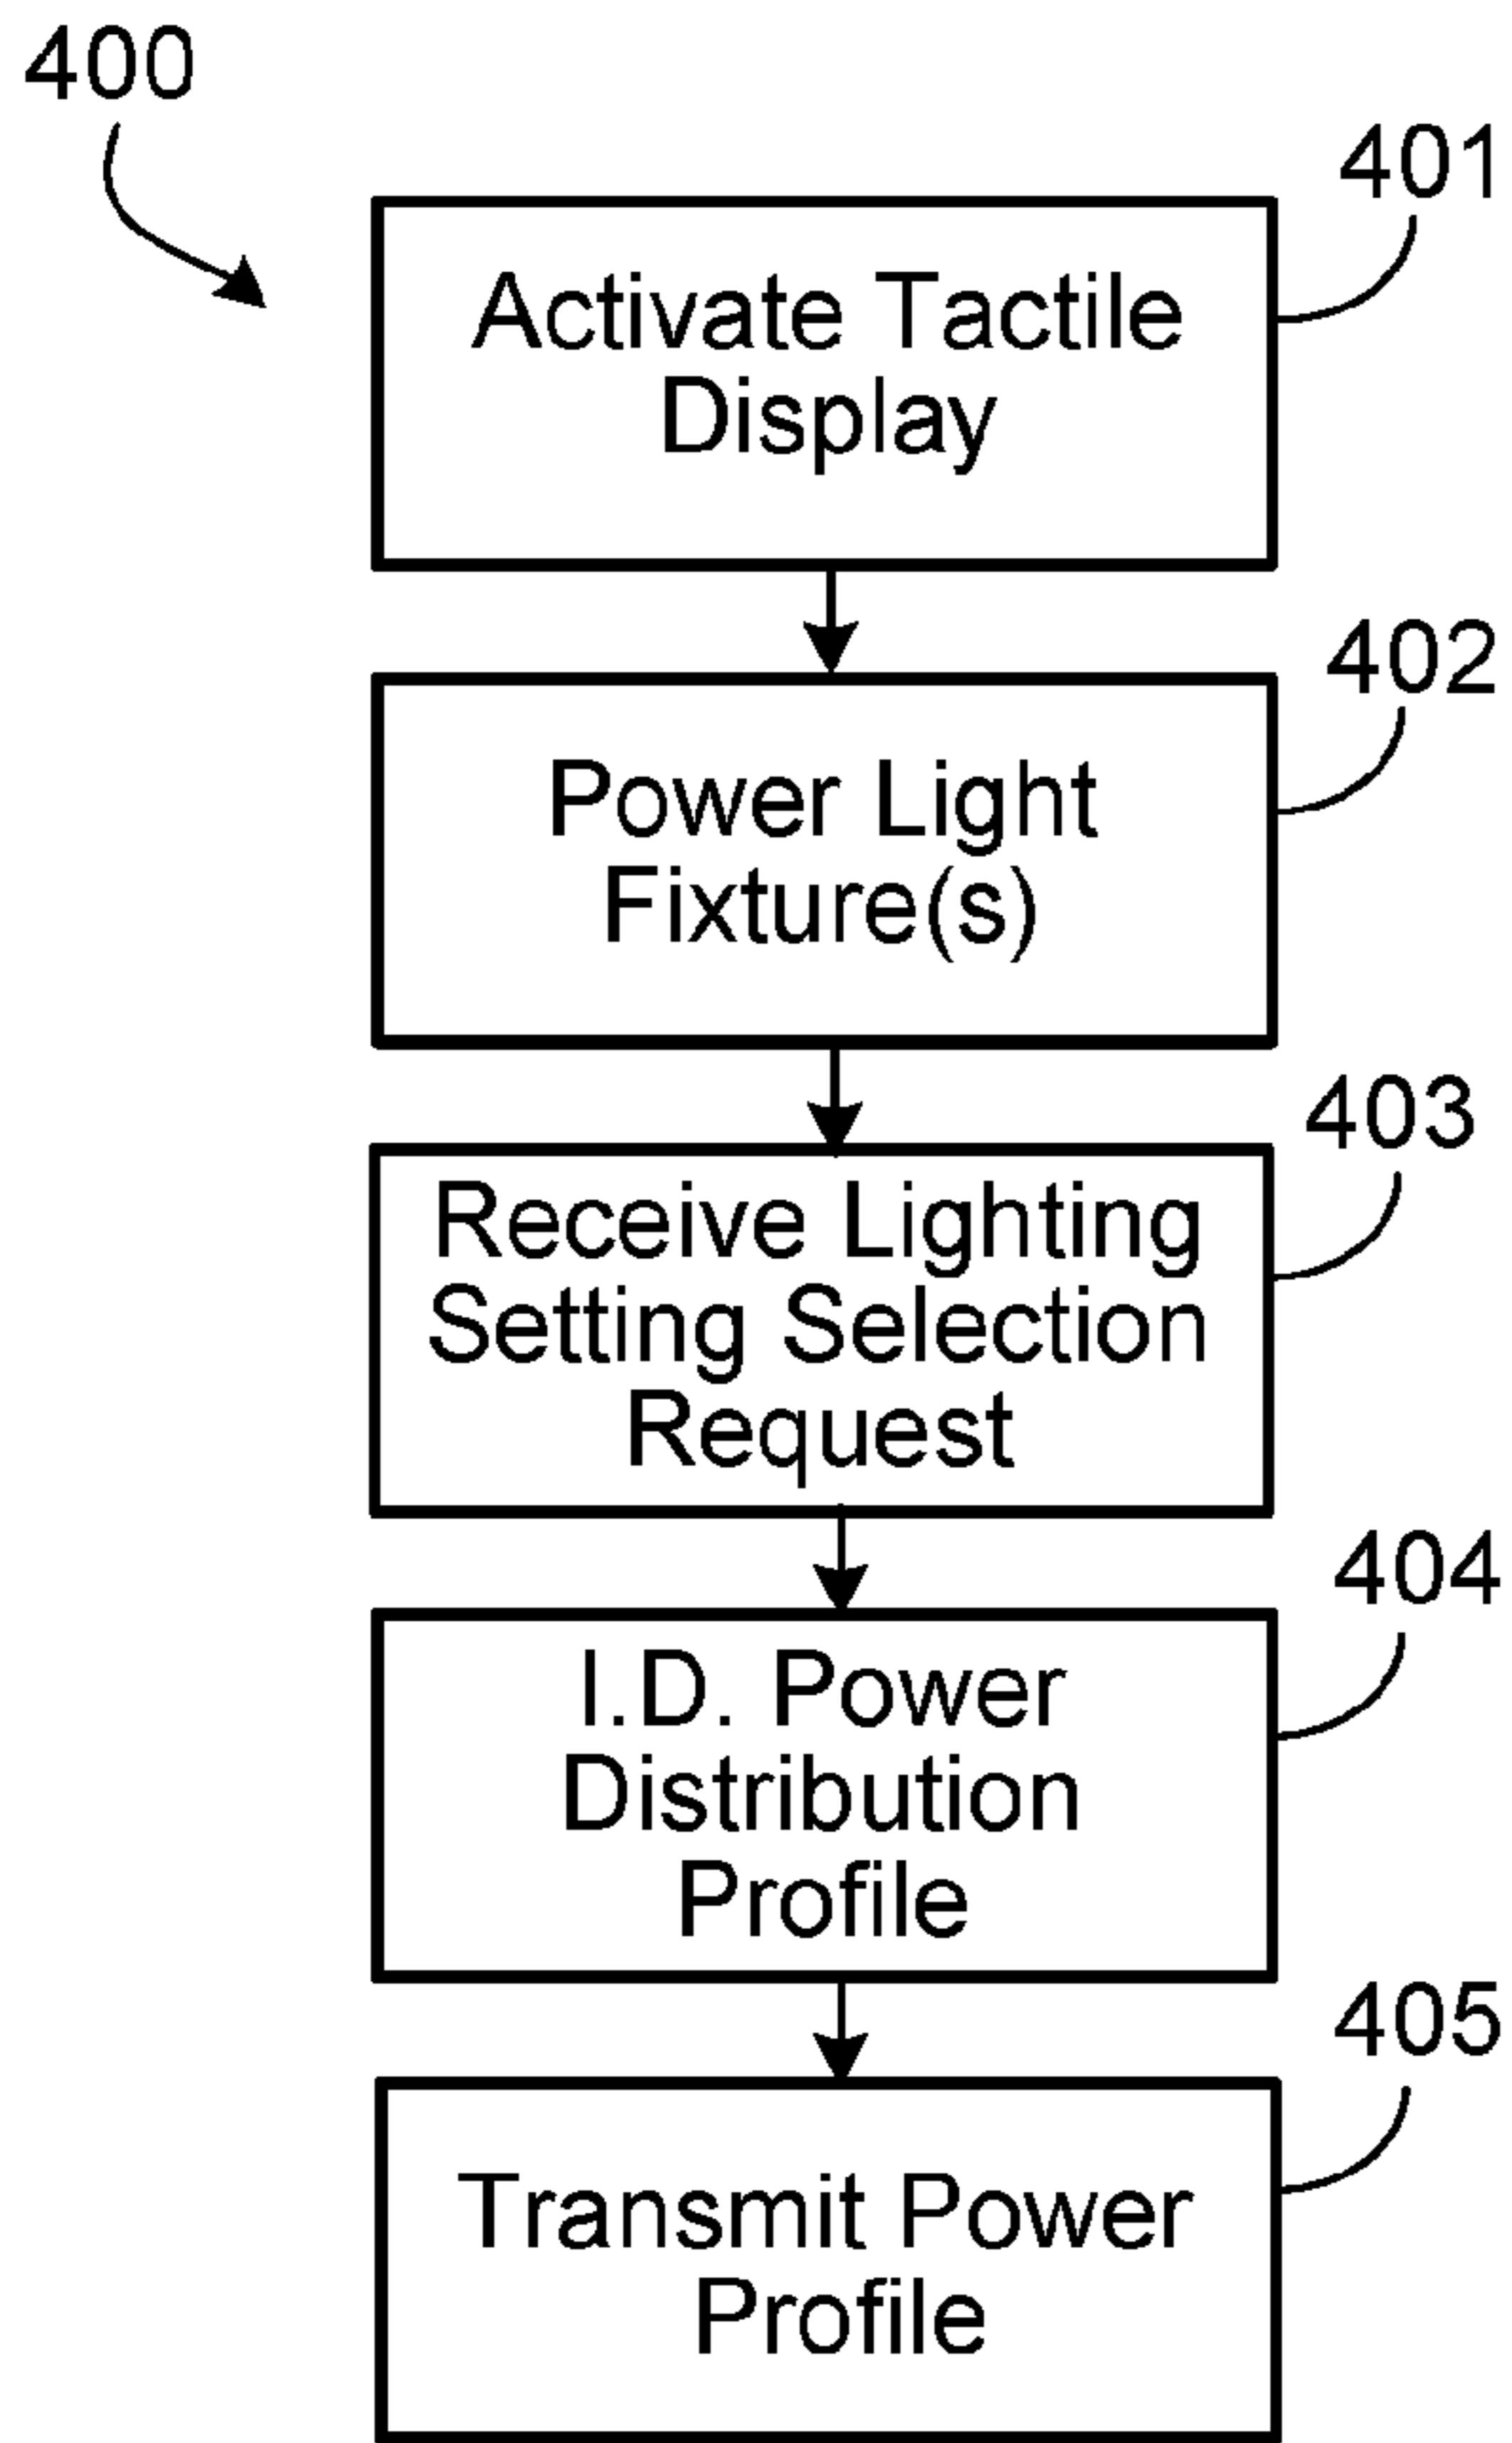 400
401
Activate Tactile
Display
402
Power Light
Fixture(s)
403
Receive Lighting
Setting Selection
Request
404
I.D. Power
Distribution
Profile
405
Transmit Power
Profile